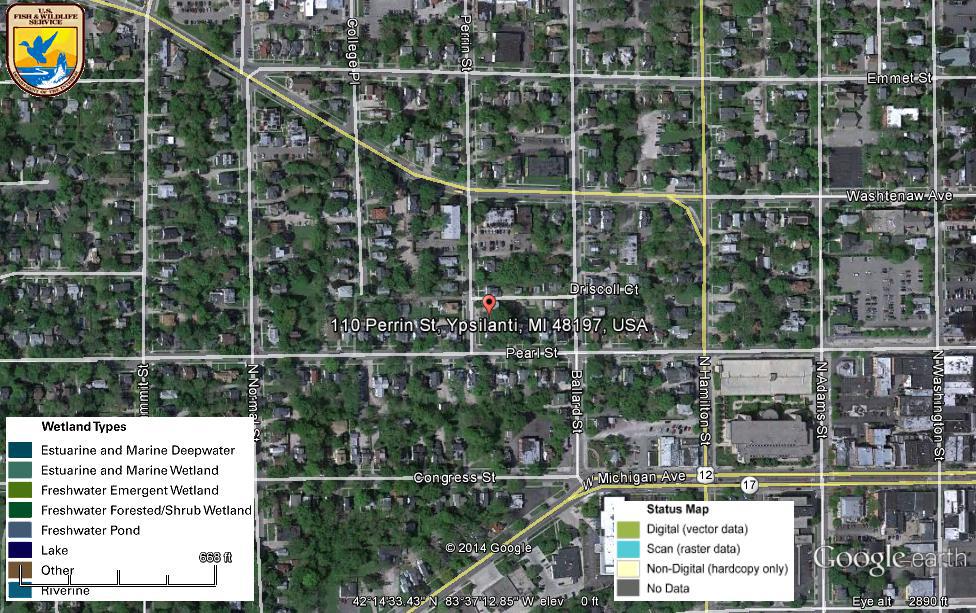 U.S.
FISH & WILDLIFE
SERVICE
College Pl
Perrin St
Emmet St
Washtenaw Ave
Driscoll Ct
110 Perrin St, Ypsilanti, MI 48197, USA
Pearl St
N Normal St
Ballard St
N Hamilton St
N Adams St
N Washington St
Congress St
W Michigan Ave
12
17
Wetland Types
Estuarine and Marine Deepwater
Estuarine and Marine Wetland
Freshwater Emergent Wetland
Freshwater Forested/Shrub Wetland
Freshwater Pond
Lake
Other
Riverine
668 ft
Status Map
Digital (vector data)
Scan (raster data)
Non-Digital (hardcopy only)
No Data
© 2014 Google
Google earth
42°14'33.43" N 83°37'12.85" W elev 0 ft
Eye alt 2890 ft